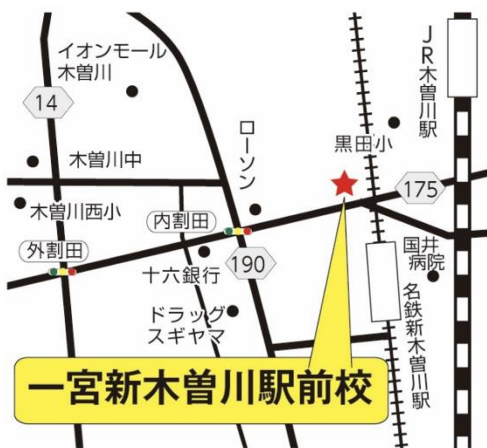 イオンモール
木曽川
14
木曽川中
木曽川西小
外割田
内割田
ローソン
十六銀行
190
ドラッグ
スギヤマ
黒田小
JR木曽川駅
175
国井
病院
名鉄新木曽川駅
一宮新木曽川駅前校